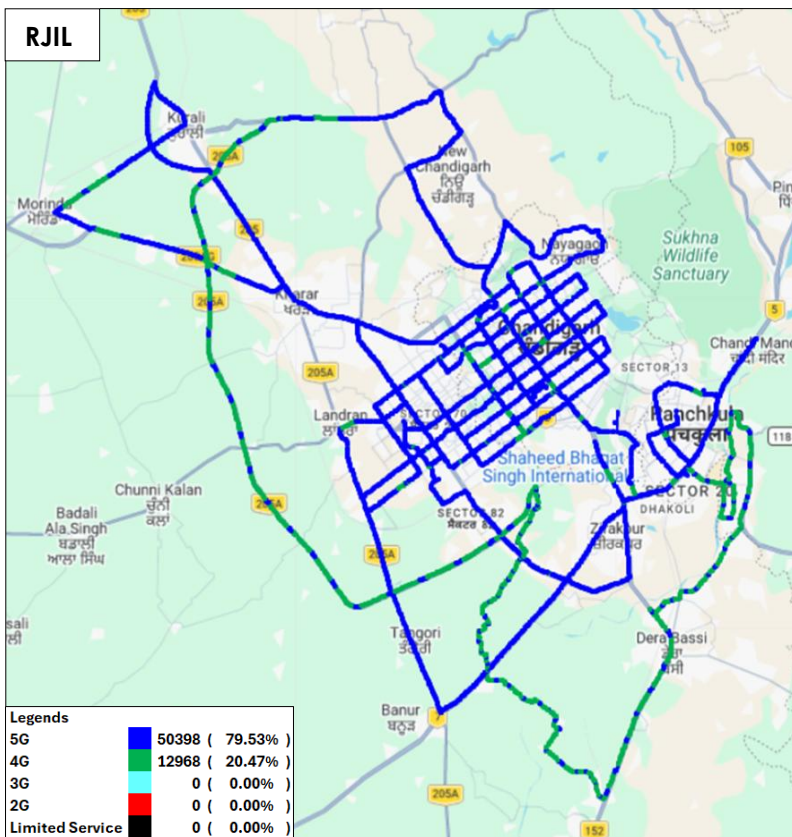 RJIL
205
Kurali
ਕੁਰਾਲੀ
205A
105
New
Chandigarh
ਨਿਊ
ਚੰਡੀਗੜ੍ਹ
Morinda
ਮੋਰਿੰਡਾ
205
Nayagaon
Sukhna
Wildlife
Sanctuary
205A
Kharar
ਖਰੜ
5
Chandigarh
चंडीगढ़
Chandi Mandir
चंडी मंदिर
SECTOR 13
205A
Landran
ਲਾਂਡਰਾਂ
SECTOR 70
Panchkula
पंचकुला
118
Shaheed Bhagat
Singh International
Chunni Kalan
ਚੁੰਨੀ
ਕਲਾਂ
205A
SECTOR 20
DHAKOLI
Badali
Ala Singh
ਬਡਾਲੀ
ਆਲਾ ਸਿੰਘ
SECTOR 82
सैक्टर 82
Zirakpur
ਜ਼ੀਰਕਪੁਰ
205A
Tangori
ਤੰਗੋਰੀ
Dera Bassi
ਡੇਰਾ
ਬੱਸੀ
Banur
ਬਨੂੜ
7
205A
152
Legends
5G 50398 ( 79.53% )
4G 12968 ( 20.47% )
3G 0 ( 0.00% )
2G 0 ( 0.00% )
Limited Service 0 ( 0.00% )